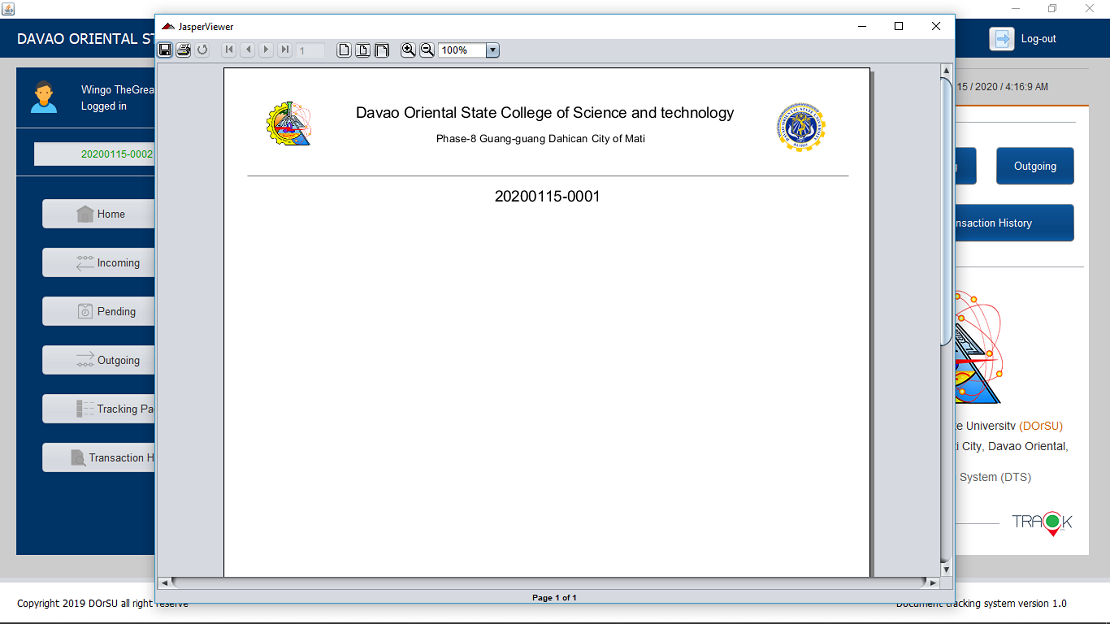 JasperViewer
DAVAO ORIENTAL ST
Log-out
1
100%
Wingo TheGrea
Logged in
15 / 2020 / 4:16:9 AM
Davao Oriental State College of Science and technology
Phase-8 Guang-guang Dahican City of Mati
20200115-0002
Outgoing
20200115-0001
Home
nsaction History
Incoming
Pending
Outgoing
Tracking Pa
Transaction H
e University (DOrSU)
i City, Davao Oriental,
System (DTS)
TRACK
Page 1 of 1
Copyright 2019 DOrSU all right reserve
Document tracking system version 1.0